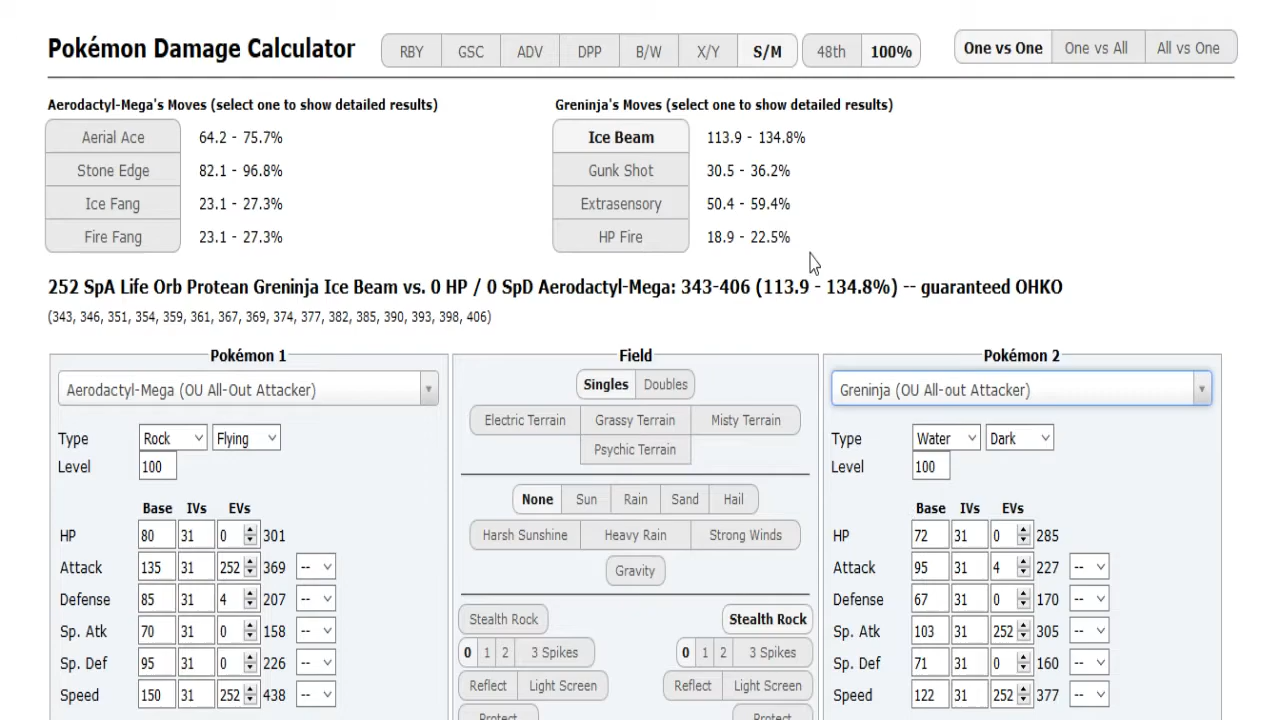 Pokémon Damage Calculator RBY GSC ADV DPP B/W X/Y S/M 48th 100% One vs One One vs All All vs One
Aerodactyl-Mega's Moves (select one to show detailed results)
Aerial Ace 64.2 - 75.7%
Stone Edge 82.1 - 96.8%
Ice Fang 23.1 - 27.3%
Fire Fang 23.1 - 27.3%
Greninja's Moves (select one to show detailed results)
Ice Beam 113.9 - 134.8%
Gunk Shot 30.5 - 36.2%
Extrasensory 50.4 - 59.4%
HP Fire 18.9 - 22.5%
252 SpA Life Orb Protean Greninja Ice Beam vs. 0 HP / 0 SpD Aerodactyl-Mega: 343-406 (113.9 - 134.8%) -- guaranteed OHKO
(343, 346, 351, 354, 359, 361, 367, 369, 374, 377, 382, 385, 390, 393, 398, 406)
Pokémon 1
Aerodactyl-Mega (OU All-Out Attacker)
Type Rock Flying
Level 100
Base IVs EVs
HP 80 31 0 301
Attack 135 31 252 369 --
Defense 85 31 4 207 --
Sp. Atk 70 31 0 158 --
Sp. Def 95 31 0 226 --
Speed 150 31 252 438 --
Field
Singles Doubles
Electric Terrain Grassy Terrain Misty Terrain
Psychic Terrain
None Sun Rain Sand Hail
Harsh Sunshine Heavy Rain Strong Winds
Gravity
Stealth Rock Stealth Rock
0 1 2 3 Spikes 0 1 2 3 Spikes
Reflect Light Screen Reflect Light Screen
Protect Protect
Pokémon 2
Greninja (OU All-out Attacker)
Type Water Dark
Level 100
Base IVs EVs
HP 72 31 0 285
Attack 95 31 4 227 --
Defense 67 31 0 170 --
Sp. Atk 103 31 252 305 --
Sp. Def 71 31 0 160 --
Speed 122 31 252 377 --